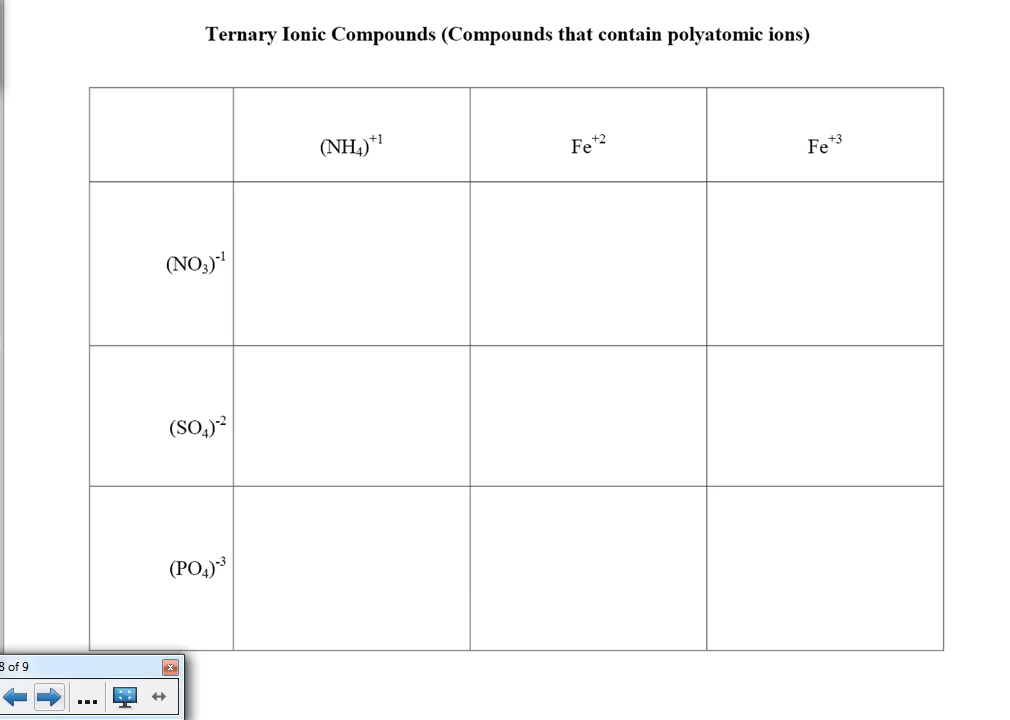 Ternary Ionic Compounds (Compounds that contain polyatomic ions)
(NH₄)⁺¹ Fe⁺² Fe⁺³
(NO₃)⁻¹
(SO₄)⁻²
(PO₄)⁻³
8 of 9
...